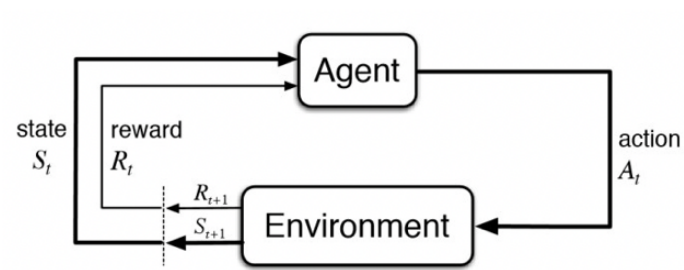 Agent
state
S_t
reward
R_t
action
A_t
R_{t+1}
S_{t+1}
Environment